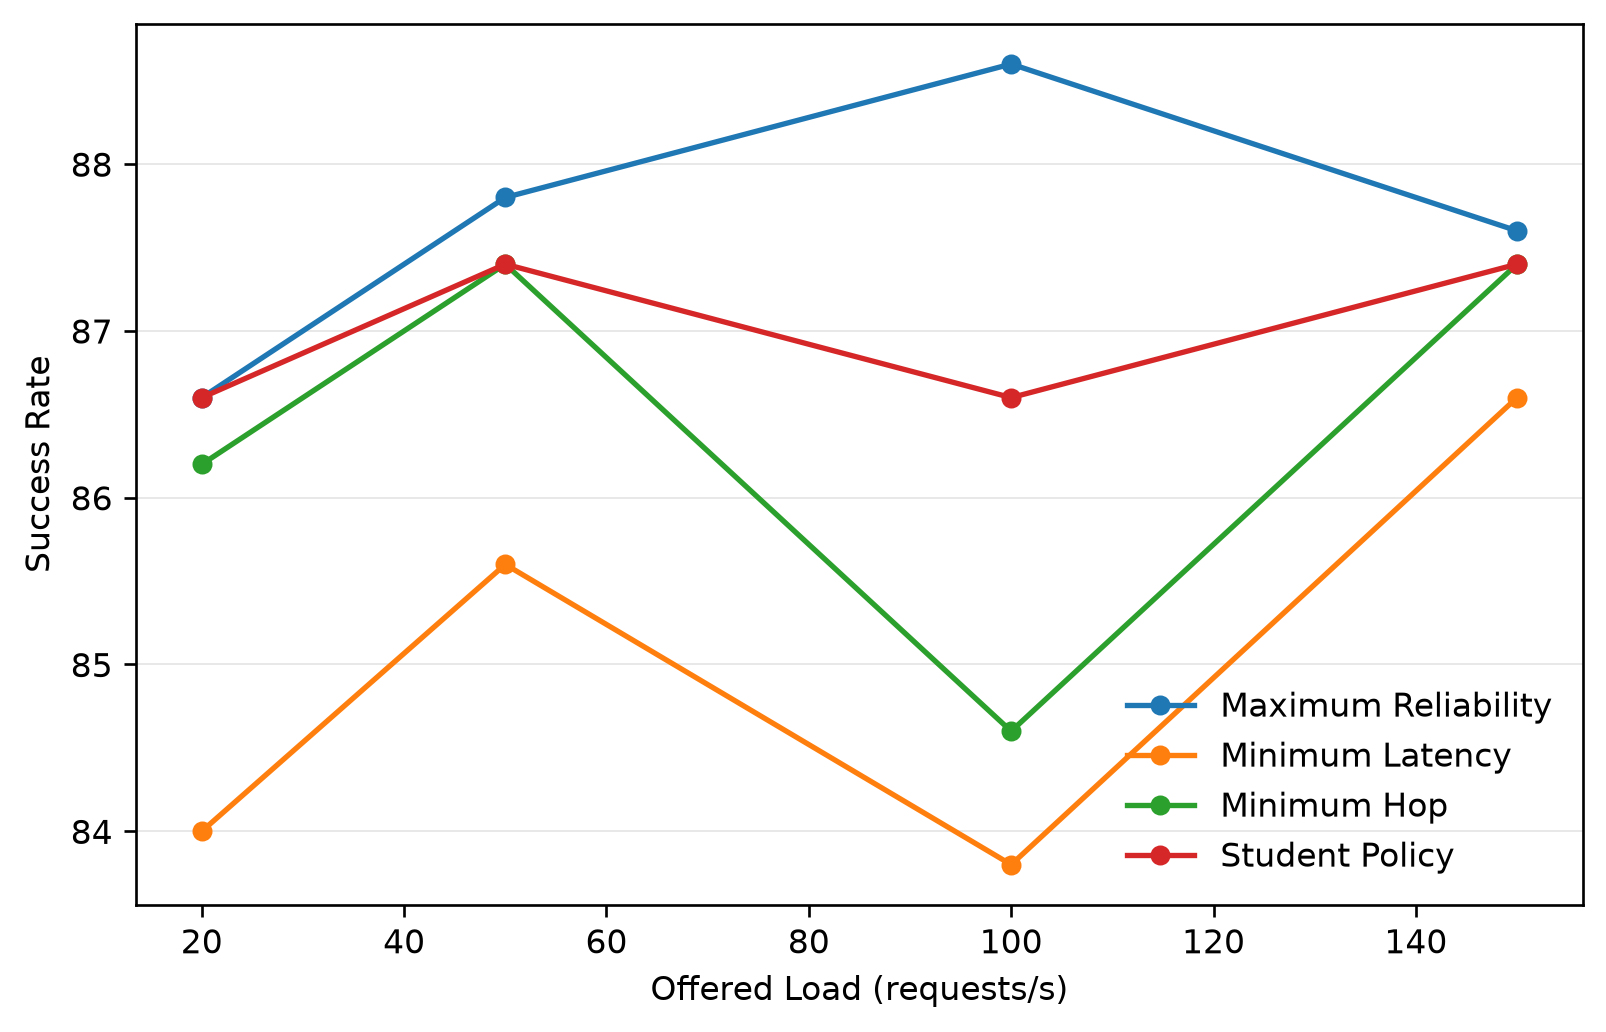 88
87
86
85
84
Success Rate
Maximum Reliability
Minimum Latency
Minimum Hop
Student Policy
20 40 60 80 100 120 140
Offered Load (requests/s)